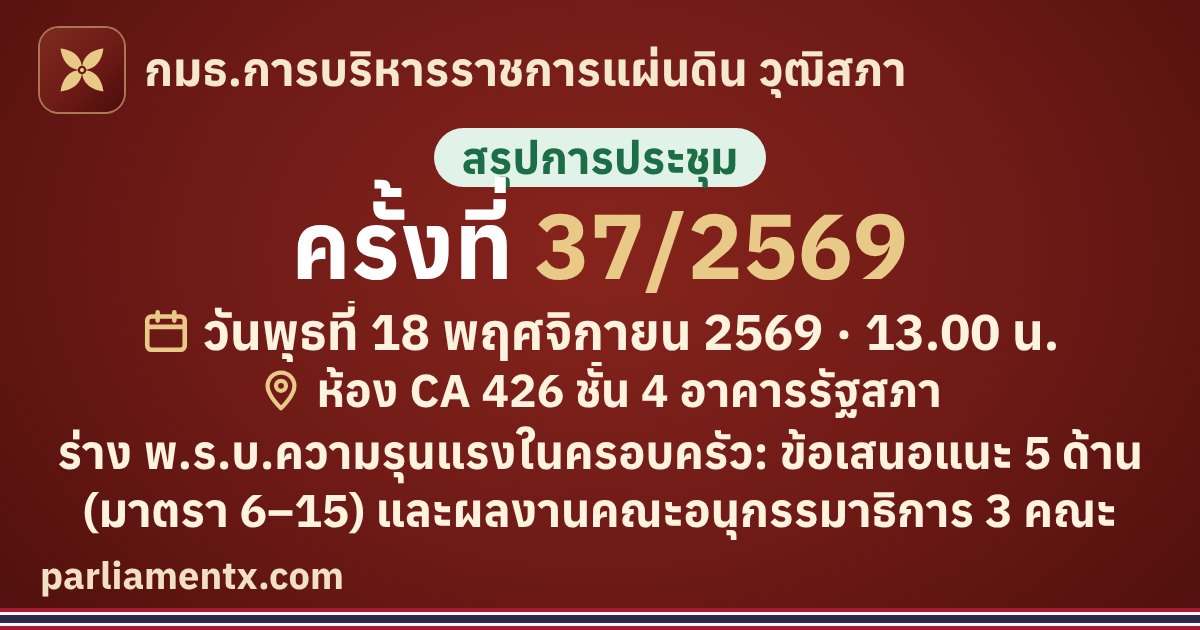 กมธ.การบริหารราชการแผ่นดิน วุฒิสภา
สรุปการประชุม
ครั้งที่ 37/2569
วันพุธที่ 18 พฤศจิกายน 2569 · 13.00 น.
ห้อง CA 426 ชั้น 4 อาคารรัฐสภา
ร่าง พ.ร.บ.ความรุนแรงในครอบครัว: ข้อเสนอแนะ 5 ด้าน
(มาตรา 6–15) และผลงานคณะอนุกรรมาธิการ 3 คณะ
parliamentx.com